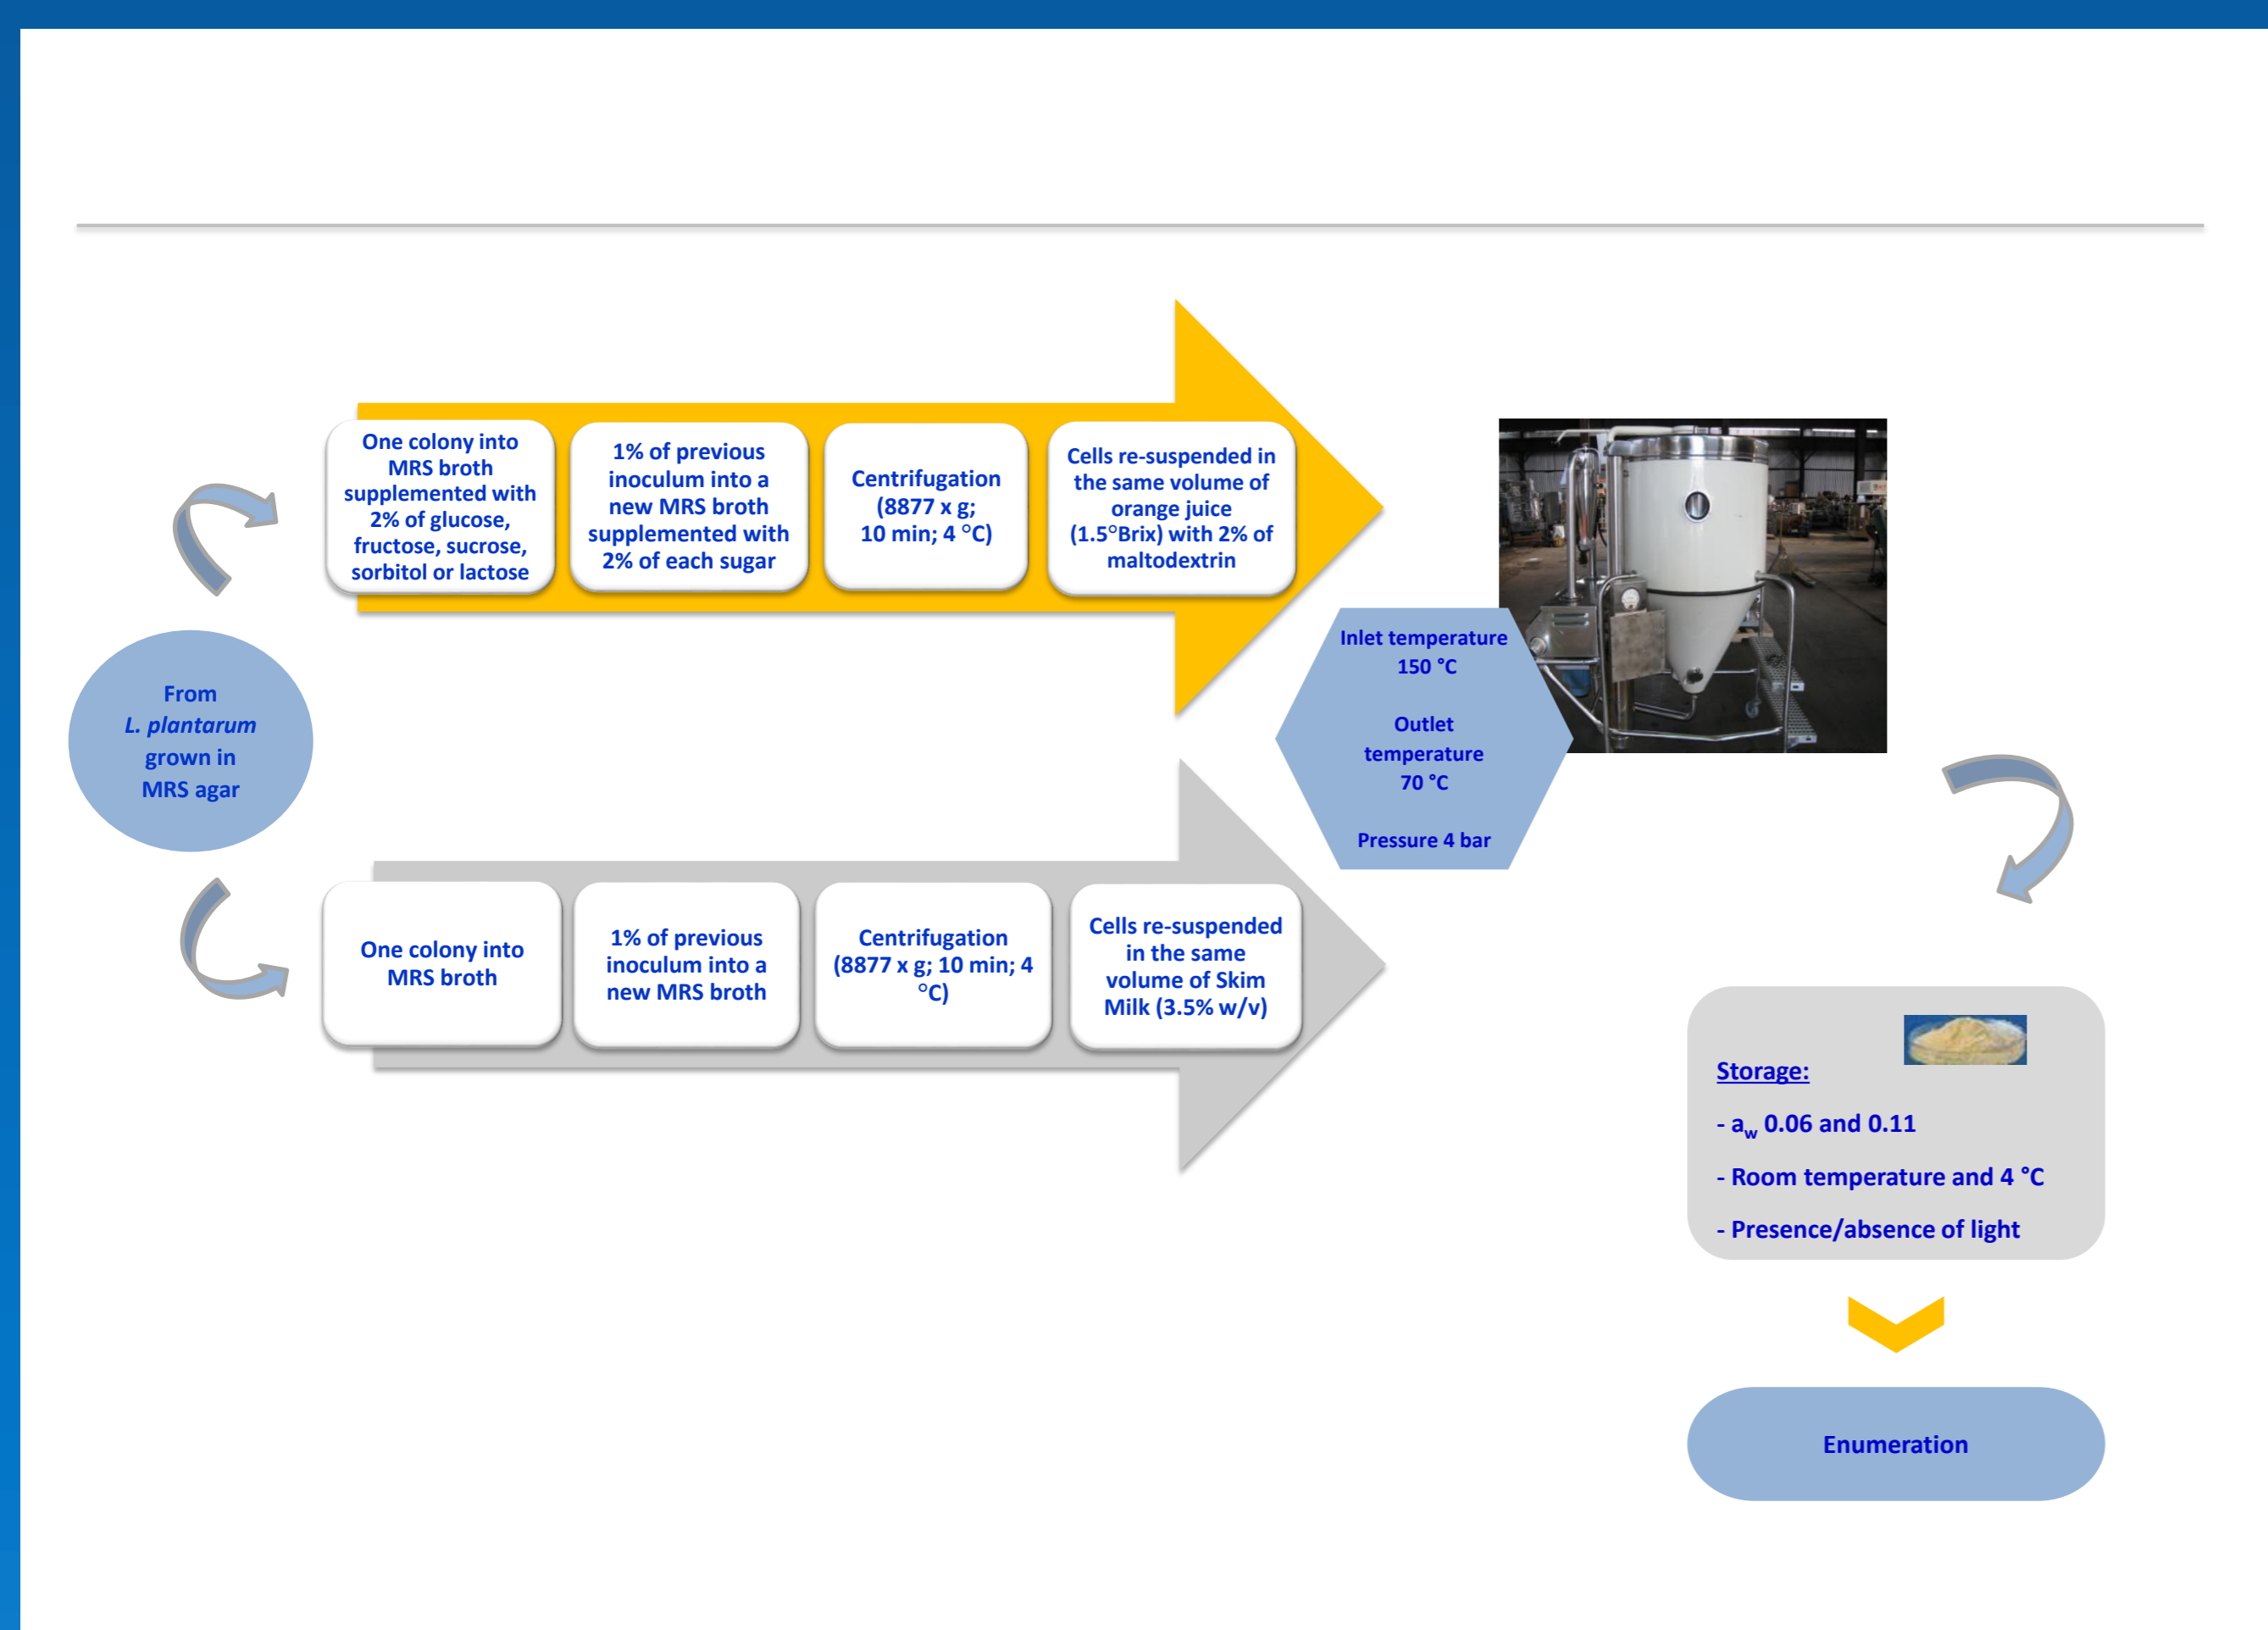 From
L. plantarum
grown in
MRS agar
One colony into
MRS broth
supplemented with
2% of glucose,
fructose, sucrose,
sorbitol or lactose
1% of previous
inoculum into a
new MRS broth
supplemented with
2% of each sugar
Centrifugation
(8877 x g;
10 min; 4 °C)
Cells re-suspended in
the same volume of
orange juice
(1.5°Brix) with 2% of
maltodextrin
One colony into
MRS broth
1% of previous
inoculum into a
new MRS broth
Centrifugation
(8877 x g; 10 min; 4
°C)
Cells re-suspended
in the same
volume of Skim
Milk (3.5% w/v)
Inlet temperature
150 °C
Outlet
temperature
70 °C
Pressure 4 bar
Storage:
- aw 0.06 and 0.11
- Room temperature and 4 °C
- Presence/absence of light
Enumeration